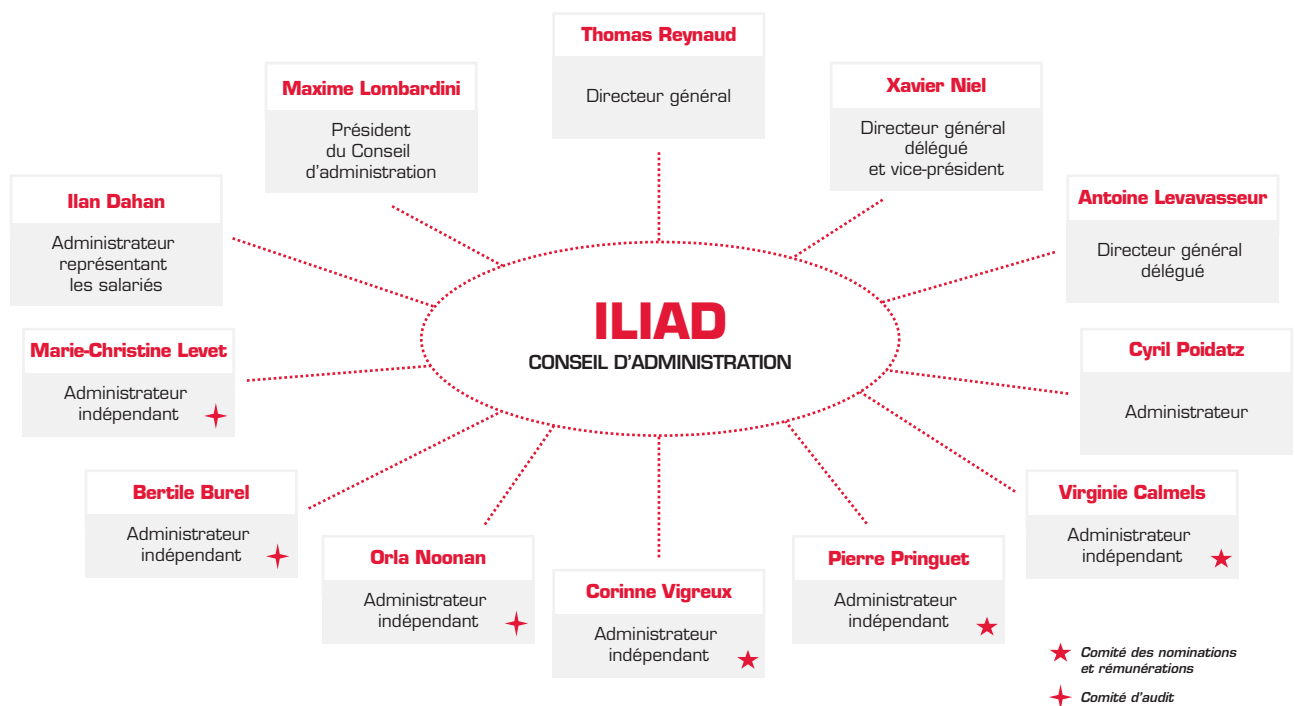 Thomas Reynaud
Directeur général
Maxime Lombardini
Président
du Conseil
d'administration
Xavier Niel
Directeur général
délégué
et vice-président
Ilan Dahan
Administrateur
représentant
les salariés
Antoine Levavasseur
Directeur général
délégué
ILIAD
CONSEIL D'ADMINISTRATION
Marie-Christine Levet
Administrateur
indépendant
Cyril Poidatz
Administrateur
Bertile Burel
Administrateur
indépendant
Virginie Calmels
Administrateur
indépendant
Orla Noonan
Administrateur
indépendant
Corinne Vigreux
Administrateur
indépendant
Pierre Pringuet
Administrateur
indépendant
Comité des nominations
et rémunérations
Comité d'audit